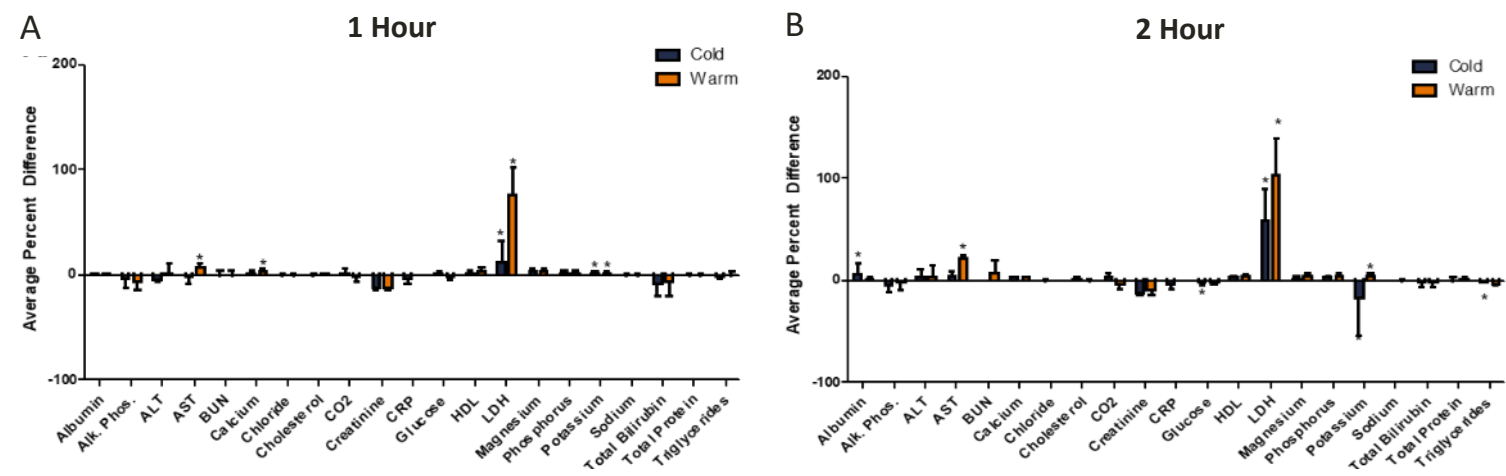 A
1 Hour
Cold
Warm
Average Percent Difference
200
100
0
-100
Albumin
Alk. Phos.
ALT
AST
BUN
Calcium
Chloride
Cholesterol
CO2
Creatinine
CRP
Glucose
HDL
LDH
Magnesium
Phosphorus
Potassium
Sodium
Total Bilirubin
Total Protein
Triglycerides
* * * * * *
B
2 Hour
Cold
Warm
Average Percent Difference
200
100
0
-100
Albumin
Alk. Phos.
ALT
AST
BUN
Calcium
Chloride
Cholesterol
CO2
Creatinine
CRP
Glucose
HDL
LDH
Magnesium
Phosphorus
Potassium
Sodium
Total Bilirubin
Total Protein
Triglycerides
* * * * * * * *